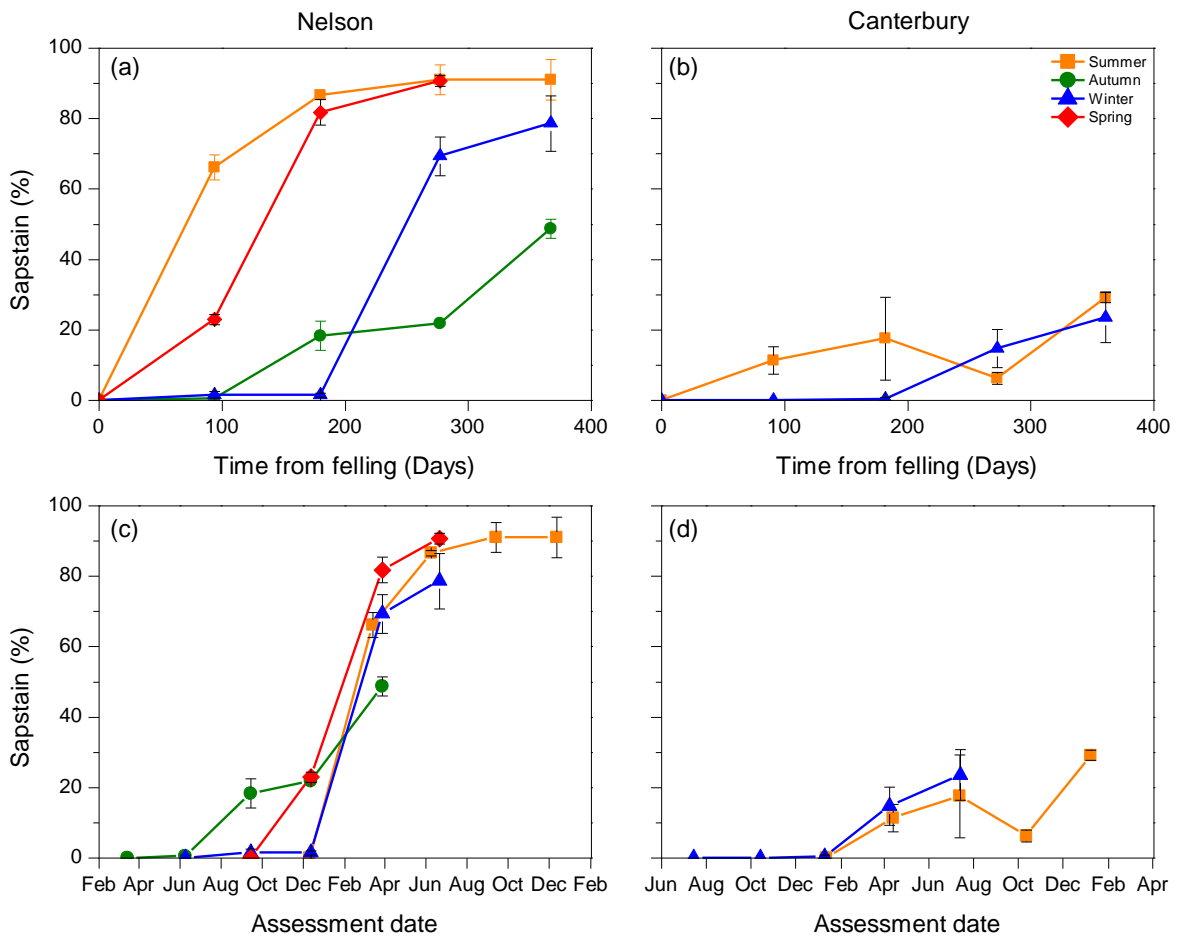 Nelson
Canterbury
(a)
100
80
60
40
20
0
Sapstain (%)
0 100 200 300 400
Time from felling (Days)
(b)
Summer
Autumn
Winter
Spring
0 100 200 300 400
Time from felling (Days)
(c)
100
80
60
40
20
0
Sapstain (%)
Feb Apr Jun Aug Oct Dec Feb Apr Jun Aug Oct Dec Feb
Assessment date
(d)
Jun Aug Oct Dec Feb Apr Jun Aug Oct Dec Feb Apr
Assessment date